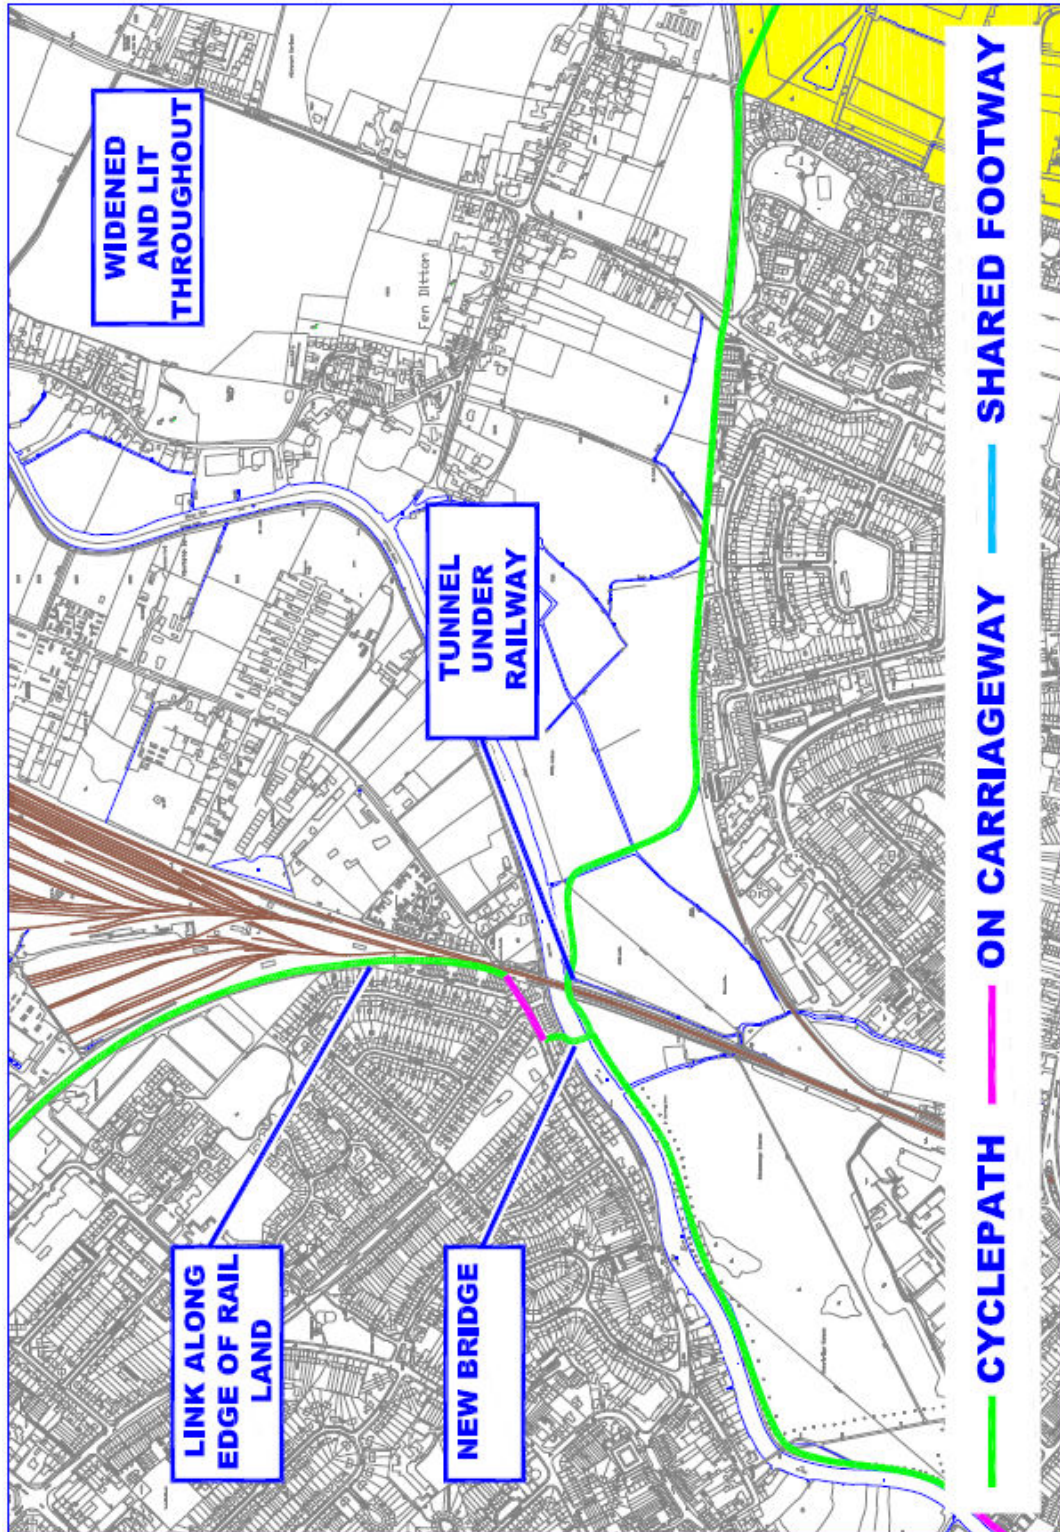 WIDENED
AND LIT
THROUGHOUT
Fen Ditton
TUNNEL
UNDER
RAILWAY
LINK ALONG
EDGE OF RAIL
LAND
NEW BRIDGE
CYCLEPATH ON CARRIAGEWAY SHARED FOOTWAY